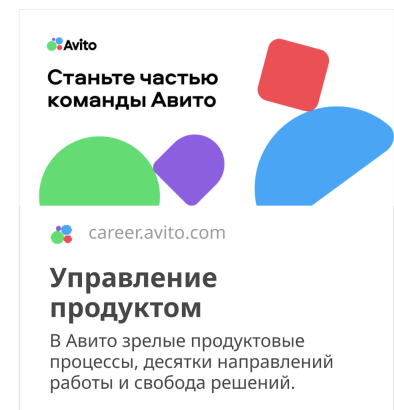 Avito
Станьте частью
команды Авито
career.avito.com
Управление
продуктом
В Авито зрелые продуктовые
процессы, десятки направлений
работы и свобода решений.